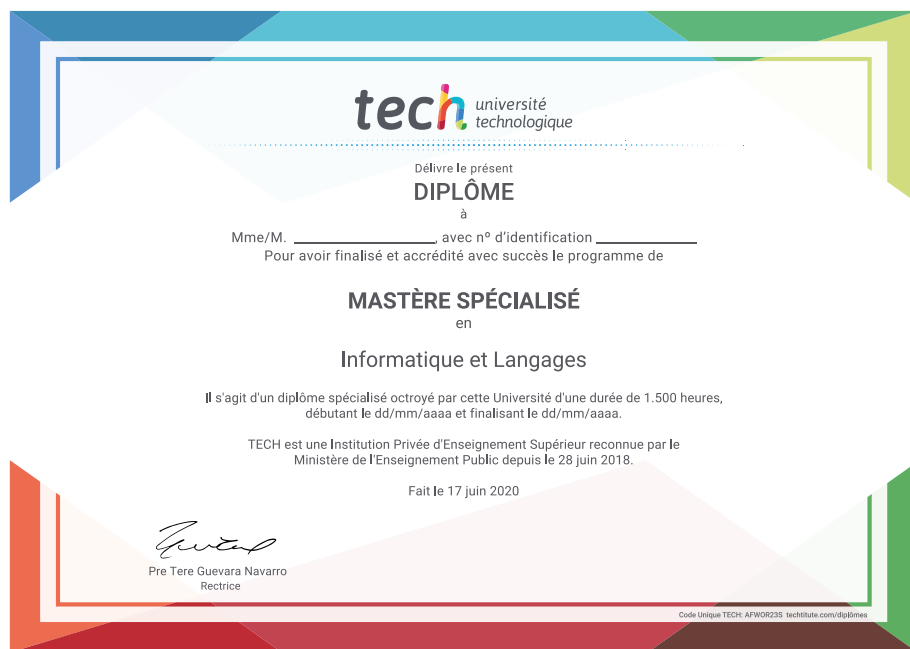 tech université
technologique
Délivre le présent
DIPLÔME
à
Mme/M. ____________________, avec nº d'identification ______________
Pour avoir finalisé et accrédité avec succès le programme de
MASTÈRE SPÉCIALISÉ
en
Informatique et Langages
Il s'agit d'un diplôme spécialisé octroyé par cette Université d'une durée de 1.500 heures,
débutant le dd/mm/aaaa et finalisant le dd/mm/aaaa.
TECH est une Institution Privée d'Enseignement Supérieur reconnue par le
Ministère de l'Enseignement Public depuis le 28 juin 2018.
Fait le 17 juin 2020
Pre Tere Guevara Navarro
Rectrice
Code Unique TECH: AFWOR23S techtitute.com/diplômes